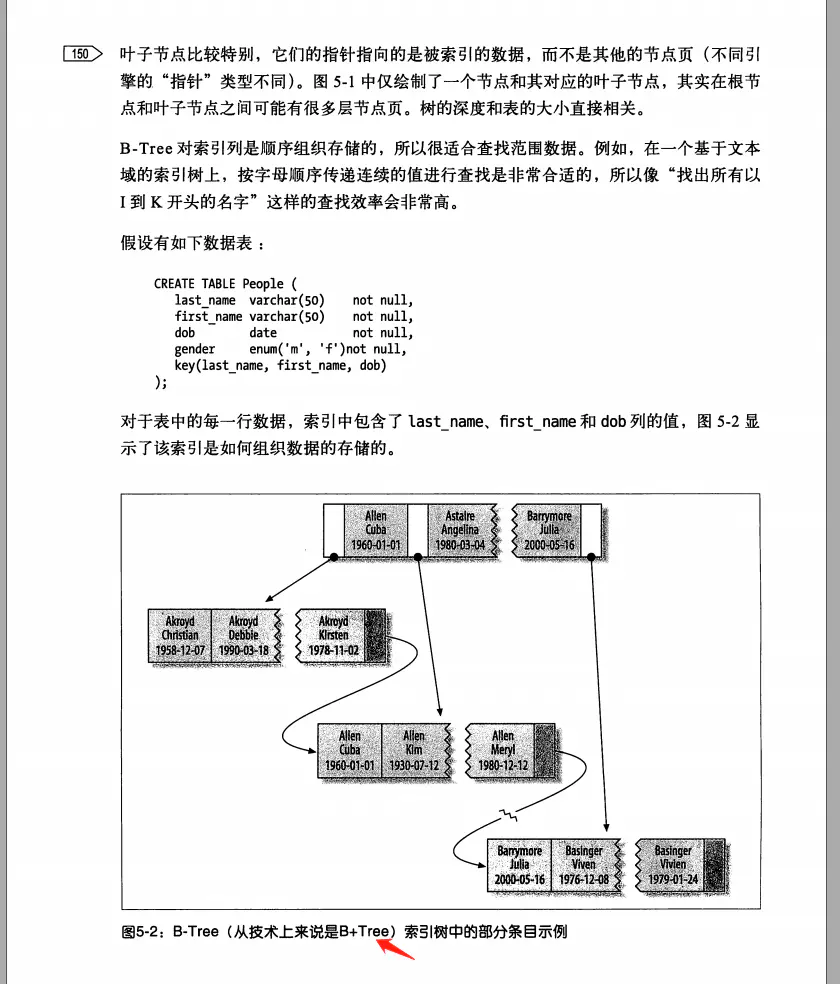 150
叶子节点比较特别，它们的指针指向的是被索引的数据，而不是其他的节点页（不同引
擎的“指针”类型不同）。图 5-1 中仅绘制了一个节点和其对应的叶子节点，其实在根节
点和叶子节点之间可能有很多层节点页。树的深度和表的大小直接相关。
B-Tree 对索引列是顺序组织存储的，所以很适合查找范围数据。例如，在一个基于文本
域的索引树上，按字母顺序传递连续的值进行查找是非常合适的，所以像“找出所有以
I 到 K 开头的名字”这样的查找效率会非常高。
假设有如下数据表：
CREATE TABLE People (
last_name varchar(50) not null,
first_name varchar(50) not null,
dob date not null,
gender enum('m', 'f')not null,
key(last_name, first_name, dob)
);
对于表中的每一行数据，索引中包含了 last_name、first_name 和 dob 列的值，图 5-2 显
示了该索引是如何组织数据的存储的。
Allen
Cuba
1960-01-01
Astaire
Angelina
1980-03-04
Barrymore
Julia
2000-05-16
Akroyd
Christian
1958-12-07
Akroyd
Debbie
1990-03-18
Akroyd
Kirsten
1978-11-02
Allen
Cuba
1960-01-01
Allen
Kim
1930-07-12
Allen
Meryl
1980-12-12
Barrymore
Julia
2000-05-16
Basinger
Viven
1976-12-08
Basinger
Vivien
1979-01-24
图5-2：B-Tree（从技术上来说是B+Tree）索引树中的部分条目示例